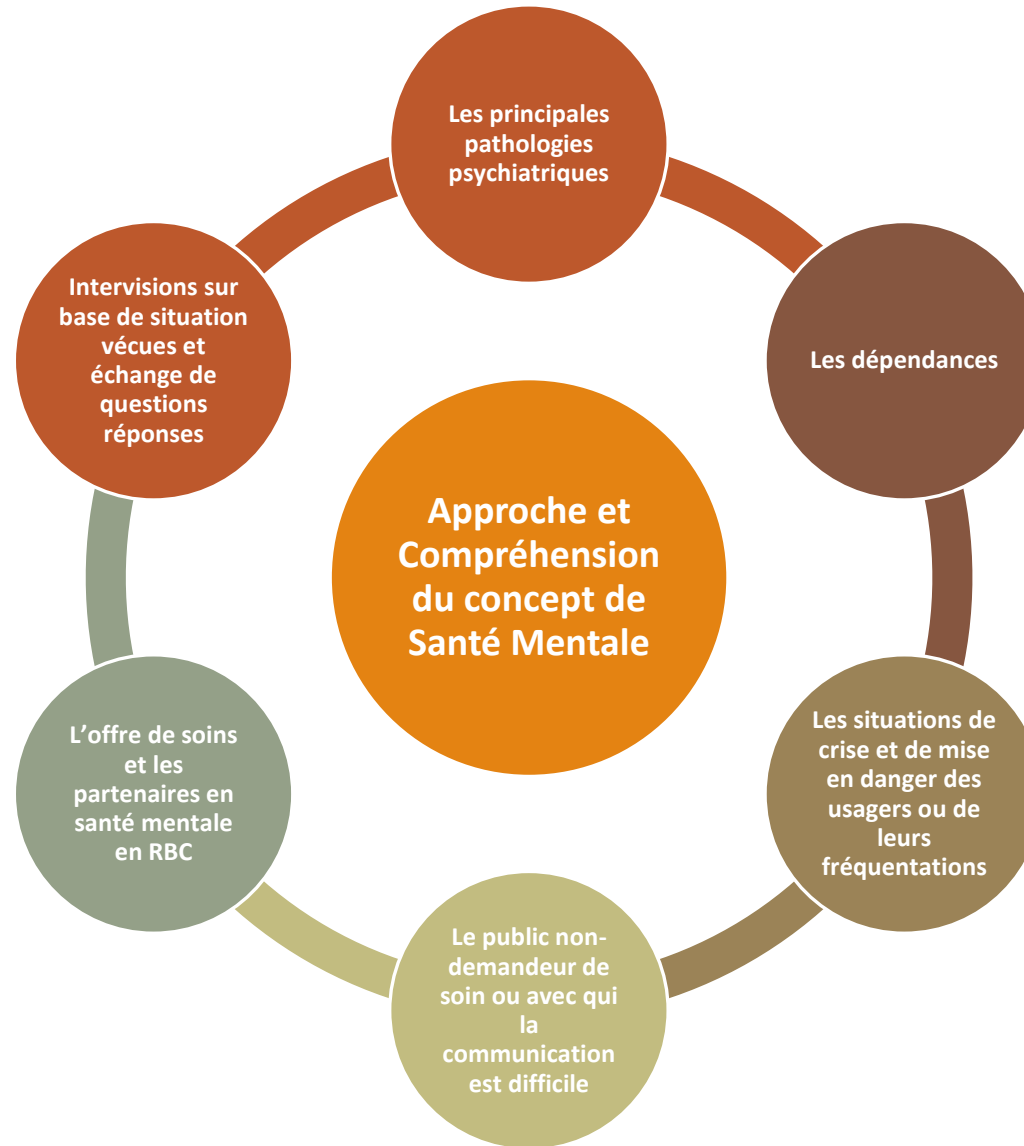 Les principales
pathologies
psychiatriques
Les dépendances
Les situations de
crise et de mise
en danger des
usagers ou de
leurs
fréquentations
Le public non-
demandeur de
soin ou avec qui
la
communication
est difficile
L’offre de soins
et les
partenaires en
santé mentale
en RBC
Intervisions sur
base de situation
vécues et
échange de
questions
réponses
Approche et
Compréhension
du concept de
Santé Mentale